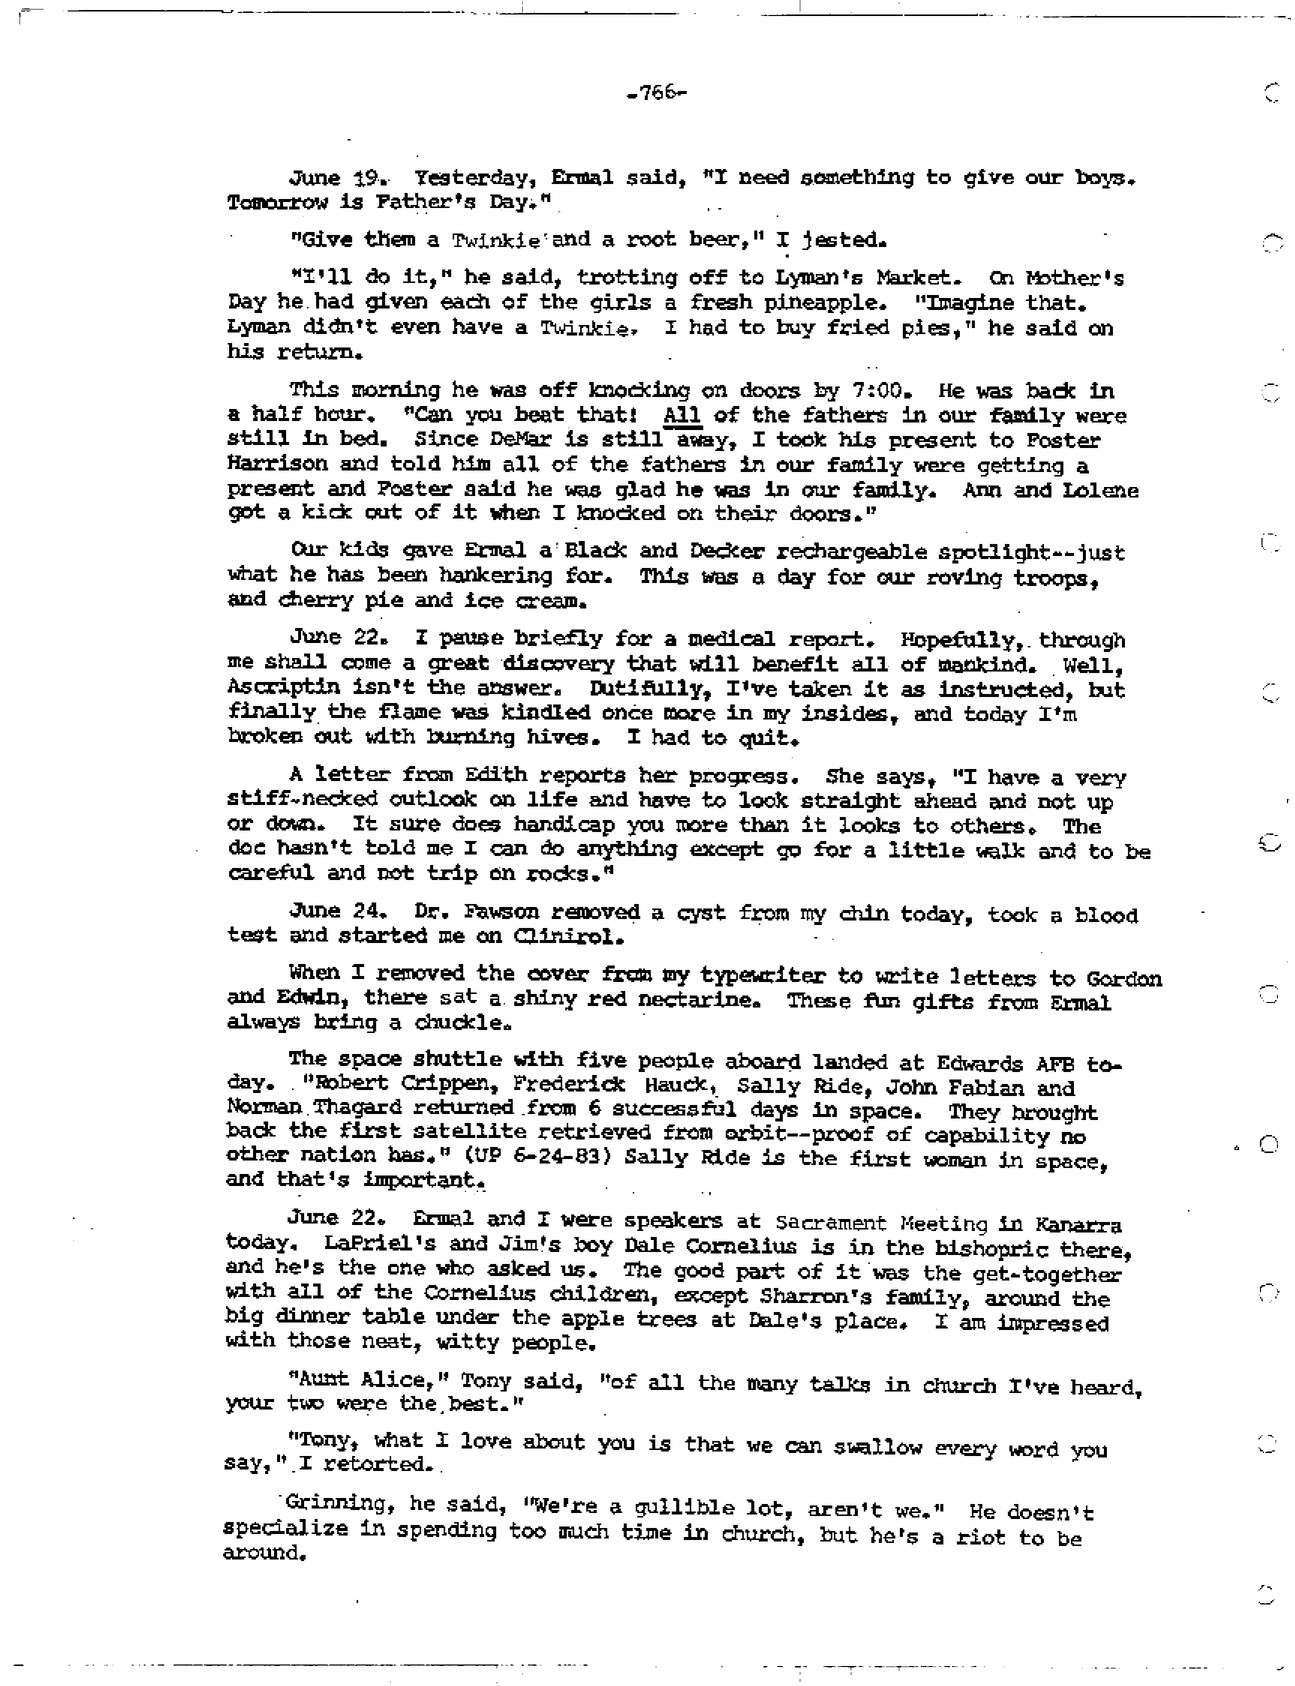 -766-
June 19. Yesterday, Ermal said, "I need something to give our boys.
Tomorrow is Father's Day."
"Give them a Twinkie and a root beer," I jested.
"I'll do it," he said, trotting off to Lyman's Market. On Mother's
Day he had given each of the girls a fresh pineapple. "Imagine that.
Lyman didn't even have a Twinkie. I had to buy fried pies," he said on
his return.
This morning he was off knocking on doors by 7:00. He was back in
a half hour. "Can you beat that! All of the fathers in our family were
still in bed. Since DeMar is still away, I took his present to Foster
Harrison and told him all of the fathers in our family were getting a
present and Foster said he was glad he was in our family. Ann and Lolene
got a kick out of it when I knocked on their doors."
Our kids gave Ermal a Black and Decker rechargeable spotlight--just
what he has been hankering for. This was a day for our roving troops,
and cherry pie and ice cream.
June 22. I pause briefly for a medical report. Hopefully, through
me shall come a great discovery that will benefit all of mankind. Well,
Ascriptin isn't the answer. Dutifully, I've taken it as instructed, but
finally the flame was kindled once more in my insides, and today I'm
broken out with burning hives. I had to quit.
A letter from Edith reports her progress. She says, "I have a very
stiff-necked outlook on life and have to look straight ahead and not up
or down. It sure does handicap you more than it looks to others. The
doc hasn't told me I can do anything except go for a little walk and to be
careful and not trip on rocks."
June 24. Dr. Fawson removed a cyst from my chin today, took a blood
test and started me on Clinirol.
When I removed the cover from my typewriter to write letters to Gordon
and Edwin, there sat a shiny red nectarine. These fun gifts from Ermal
always bring a chuckle.
The space shuttle with five people aboard landed at Edwards AFB to-
day. "Robert Crippen, Frederick Hauck, Sally Ride, John Fabian and
Norman Thagard returned from 6 successful days in space. They brought
back the first satellite retrieved from orbit--proof of capability no
other nation has." (UP 6-24-83) Sally Ride is the first woman in space,
and that's important.
June 22. Ermal and I were speakers at Sacrament Meeting in Kanarra
today. LaPriel's and Jim's boy Dale Cornelius is in the bishopric there,
and he's the one who asked us. The good part of it was the get-together
with all of the Cornelius children, except Sharron's family, around the
big dinner table under the apple trees at Dale's place. I am impressed
with those neat, witty people.
"Aunt Alice," Tony said, "of all the many talks in church I've heard,
your two were the best."
"Tony, what I love about you is that we can swallow every word you
say," I retorted.
Grinning, he said, "We're a gullible lot, aren't we." He doesn't
specialize in spending too much time in church, but he's a riot to be
around.